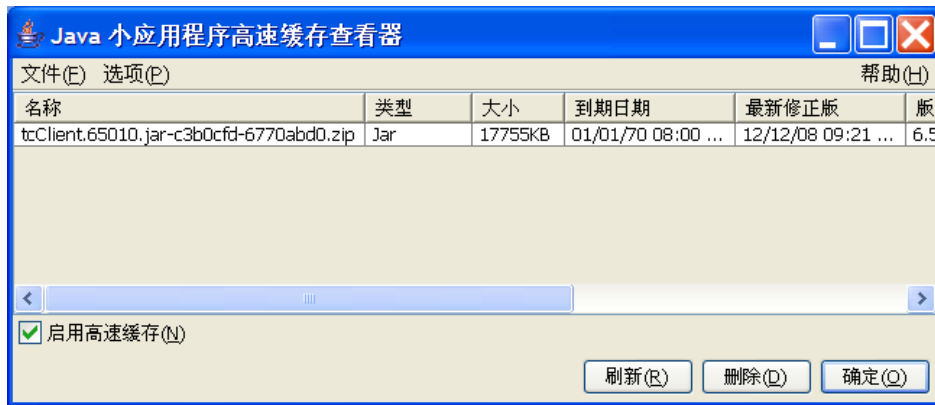 Java 小应用程序高速缓存查看器
文件(F) 选项(P) 帮助(H)
名称 类型 大小 到期日期 最新修正版 版
tcClient.65010.jar-c3b0cfd-6770abd0.zip Jar 17755KB 01/01/70 08:00 ... 12/12/08 09:21 ... 6.5
启用高速缓存(N)
刷新(R) 删除(D) 确定(O)